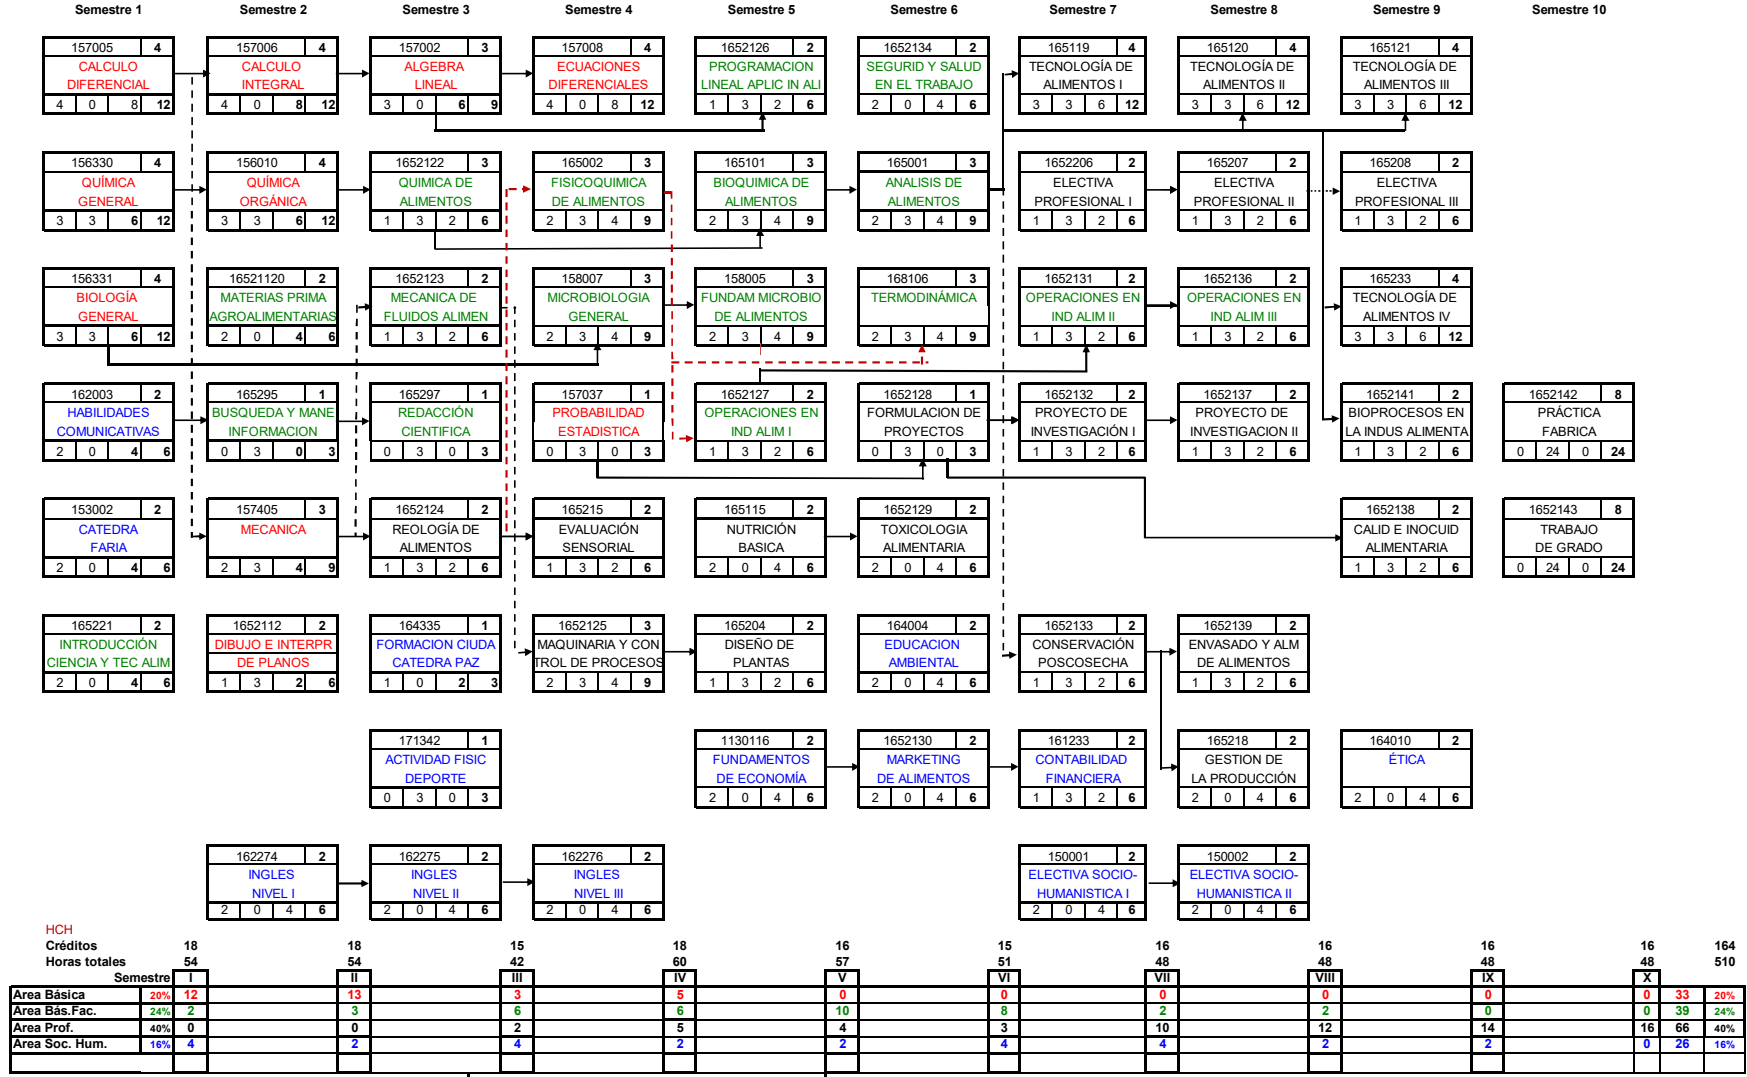 Semestre 1 Semestre 2 Semestre 3 Semestre 4 Semestre 5 Semestre 6 Semestre 7 Semestre 8 Semestre 9 Semestre 10
157005 4 157006 4 157002 3 157008 4 1652126 2 1652134 2 165119 4 165120 4 165121 4
CALCULO CALCULO ALGEBRA ECUACIONES PROGRAMACION SEGURID Y SALUD TECNOLOGÍA DE TECNOLOGÍA DE TECNOLOGÍA DE
DIFERENCIAL INTEGRAL LINEAL DIFERENCIALES LINEAL APLIC IN ALI EN EL TRABAJO ALIMENTOS I ALIMENTOS II ALIMENTOS III
4 0 8 12 4 0 8 12 3 0 6 9 4 0 8 12 1 3 2 6 2 0 4 6 3 3 6 12 3 3 6 12 3 3 6 12
156330 4 156010 4 1652122 3 165002 3 165101 3 165001 3 1652206 2 165207 2 165208 2
QUÍMICA QUÍMICA QUIMICA DE FISICOQUIMICA BIOQUIMICA DE ANALISIS DE ELECTIVA ELECTIVA ELECTIVA
GENERAL ORGÁNICA ALIMENTOS DE ALIMENTOS ALIMENTOS ALIMENTOS PROFESIONAL I PROFESIONAL II PROFESIONAL III
3 3 6 12 3 3 6 12 1 3 2 6 2 3 4 9 2 3 4 9 2 3 4 9 1 3 2 6 1 3 2 6 1 3 2 6
156331 4 16521120 2 1652123 2 158007 3 158005 3 168106 3 1652131 2 1652136 2 165233 4
BIOLOGÍA MATERIAS PRIMA MECANICA DE MICROBIOLOGIA FUNDAM MICROBIO TERMODINÁMICA OPERACIONES EN OPERACIONES EN TECNOLOGÍA DE
GENERAL AGROALIMENTARIAS FLUIDOS ALIMEN GENERAL DE ALIMENTOS IND ALIM II IND ALIM III ALIMENTOS IV
3 3 6 12 2 0 4 6 1 3 2 6 2 3 4 9 2 3 4 9 2 3 4 9 1 3 2 6 1 3 2 6 3 3 6 12
162003 2 165295 1 165297 1 157037 1 1652127 2 1652128 1 1652132 2 1652137 2 1652141 2 1652142 8
HABILIDADES BUSQUEDA Y MANE REDACCIÓN PROBABILIDAD OPERACIONES EN FORMULACION DE PROYECTO DE PROYECTO DE BIOPROCESOS EN PRÁCTICA
COMUNICATIVAS INFORMACION CIENTIFICA ESTADISTICA IND ALIM I PROYECTOS INVESTIGACIÓN I INVESTIGACION II LA INDUS ALIMENTA FABRICA
2 0 4 6 0 3 0 3 0 3 0 3 0 3 0 3 1 3 2 6 0 3 0 3 1 3 2 6 1 3 2 6 1 3 2 6 0 24 0 24
153002 2 157405 3 1652124 2 165215 2 165115 2 1652129 2 1652138 2 1652143 8
CATEDRA MECANICA REOLOGÍA DE EVALUACIÓN NUTRICIÓN TOXICOLOGIA CALID E INOCUID TRABAJO
FARIA ALIMENTOS SENSORIAL BASICA ALIMENTARIA ALIMENTARIA DE GRADO
2 0 4 6 2 3 4 9 1 3 2 6 1 3 2 6 2 0 4 6 2 0 4 6 1 3 2 6 0 24 0 24
165221 2 1652112 2 164335 1 1652125 3 165204 2 164004 2 1652133 2 1652139 2
INTRODUCCIÓN DIBUJO E INTERPR FORMACION CIUDA MAQUINARIA Y CON DISEÑO DE EDUCACION CONSERVACIÓN ENVASADO Y ALM
CIENCIA Y TEC ALIM DE PLANOS CATEDRA PAZ TROL DE PROCESOS PLANTAS AMBIENTAL POSCOSECHA DE ALIMENTOS
2 0 4 6 1 3 2 6 1 0 2 3 2 3 4 9 1 3 2 6 2 0 4 6 1 3 2 6 1 3 2 6
171342 1 1130116 2 1652130 2 161233 2 165218 2 164010 2
ACTIVIDAD FISIC FUNDAMENTOS MARKETING CONTABILIDAD GESTION DE ÉTICA
DEPORTE DE ECONOMÍA DE ALIMENTOS FINANCIERA LA PRODUCCIÓN
0 3 0 3 2 0 4 6 2 0 4 6 1 3 2 6 2 0 4 6 2 0 4 6
162274 2 162275 2 162276 2 150001 2 150002 2
INGLES INGLES INGLES ELECTIVA SOCIO- ELECTIVA SOCIO-
NIVEL I NIVEL II NIVEL III HUMANISTICA I HUMANISTICA II
2 0 4 6 2 0 4 6 2 0 4 6 2 0 4 6 2 0 4 6
HCH
Créditos 18 18 15 18 16 15 16 16 16 16 164
Horas totales 54 54 42 60 57 51 48 48 48 48 510
Semestre I II III IV V VI VII VIII IX X
Area Básica 20% 12 13 3 5 0 0 0 0 0 0 33 20%
Area Bás.Fac. 24% 2 3 6 6 10 8 2 2 0 0 39 24%
Area Prof. 40% 0 0 2 5 4 3 10 12 14 16 66 40%
Area Soc. Hum. 16% 4 2 4 2 2 4 4 2 2 0 26 16%